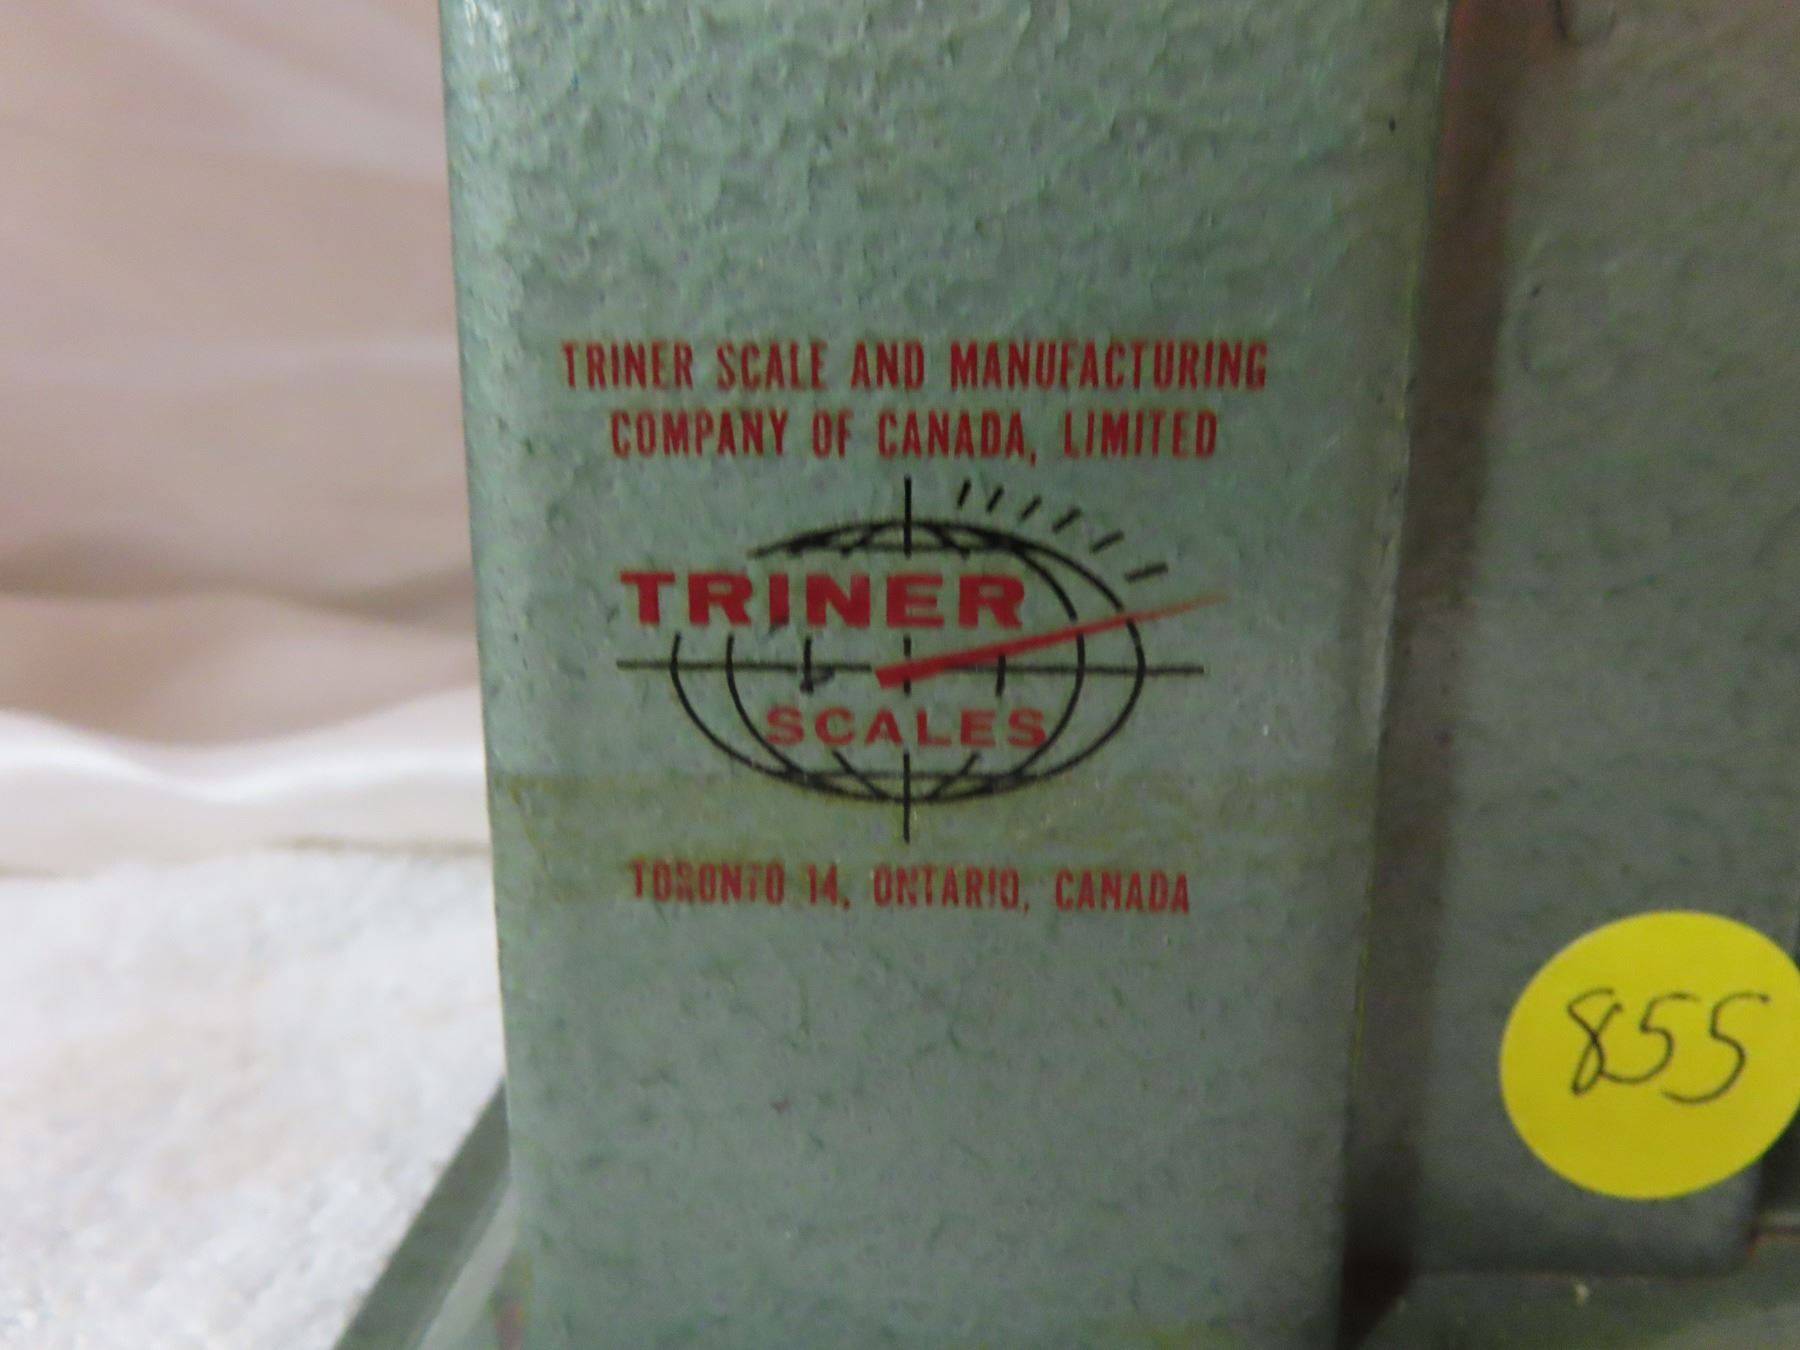 TRINER SCALE AND MANUFACTURING
COMPANY OF CANADA, LIMITED
TRINER
SCALES
TORONTO 14, ONTARIO, CANADA
855